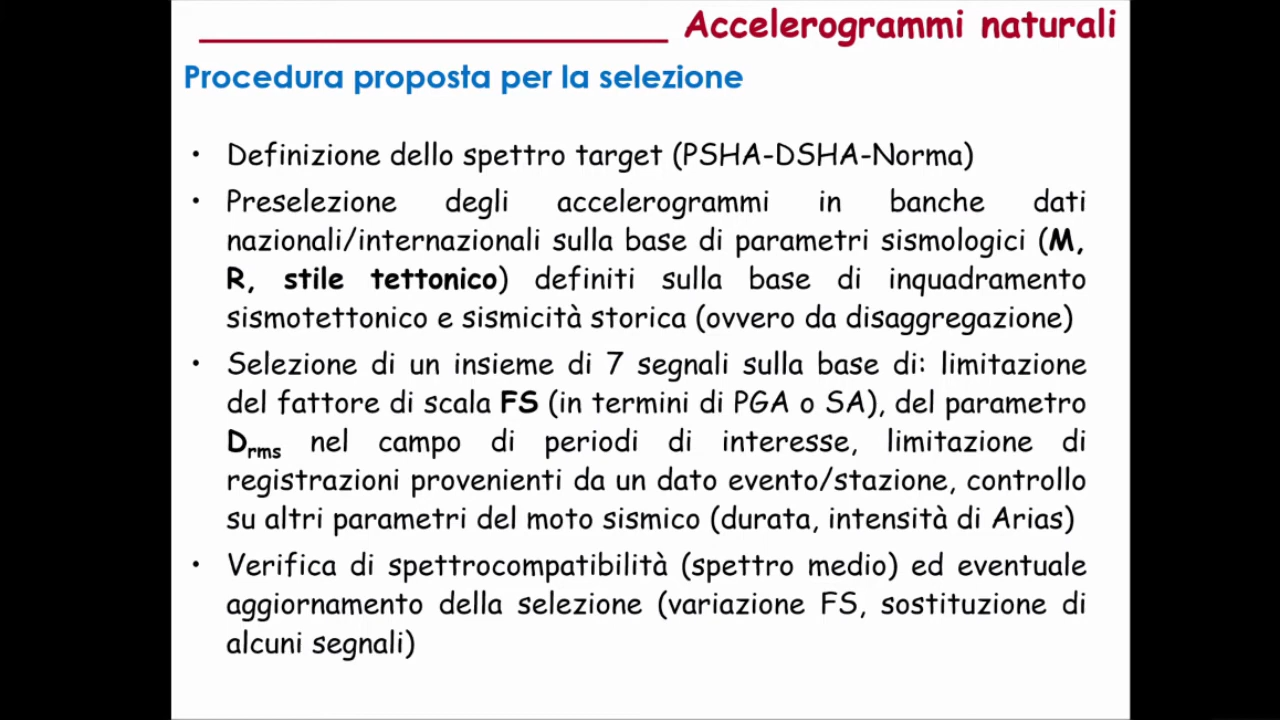 Accelerogrammi naturali
Procedura proposta per la selezione
• Definizione dello spettro target (PSHA-DSHA-Norma)
• Preselezione degli accelerogrammi in banche dati
nazionali/internazionali sulla base di parametri sismologici (M,
R, stile tettonico) definiti sulla base di inquadramento
sismotettonico e sismicità storica (ovvero da disaggregazione)
• Selezione di un insieme di 7 segnali sulla base di: limitazione
del fattore di scala FS (in termini di PGA o SA), del parametro
Drms nel campo di periodi di interesse, limitazione di
registrazioni provenienti da un dato evento/stazione, controllo
su altri parametri del moto sismico (durata, intensità di Arias)
• Verifica di spettrocompatibilità (spettro medio) ed eventuale
aggiornamento della selezione (variazione FS, sostituzione di
alcuni segnali)